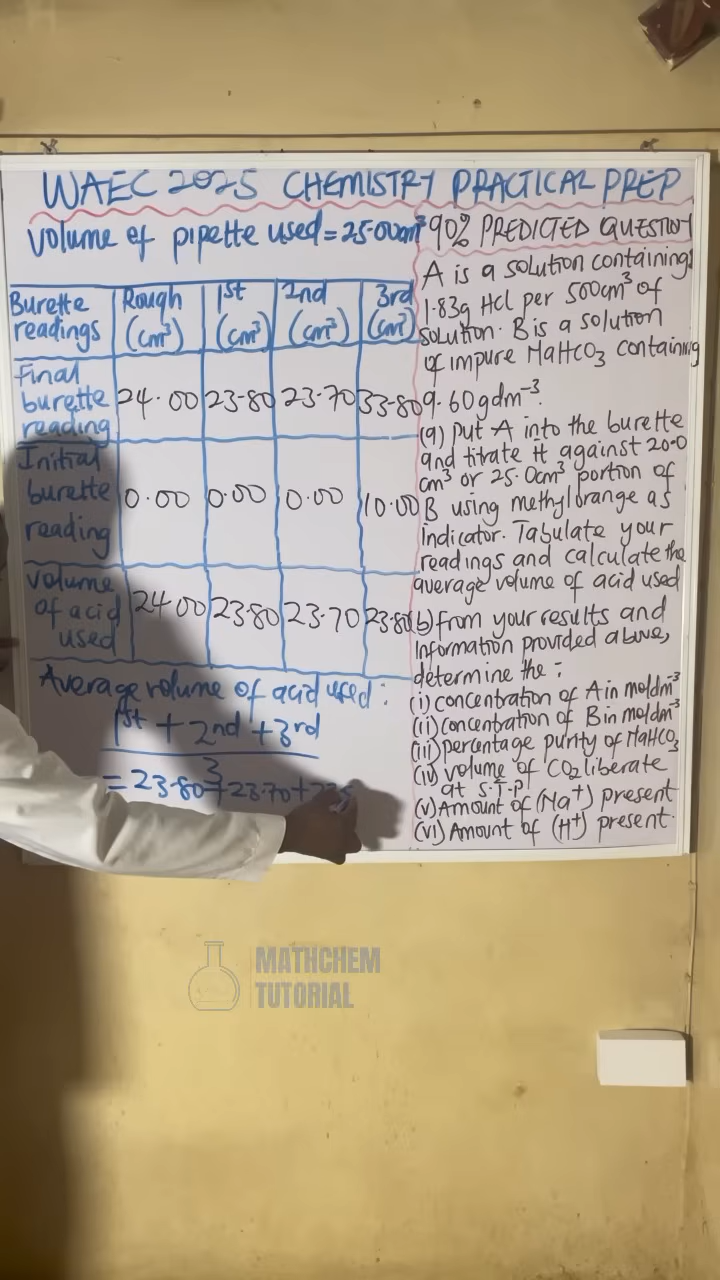 WAEC 2025 CHEMISTRY PRACTICAL PREP
Volume of pipette used = 25.00cm³
Burette readings | Rough (cm³) | 1st (cm³) | 2nd (cm³) | 3rd (cm³)
Final burette reading | 24.00 | 23.80 | 23.70 | 33.80
Initial burette reading | 0.00 | 0.00 | 0.00 | 10.00
Volume of acid used | 24.00 | 23.80 | 23.70 | 23.80
Average volume of acid used:
1st + 2nd + 3rd
3
= 23.80 + 23.70 +
90% PREDICTED QUESTION
A is a solution containing
1.83g HCl per 500cm³ of
solution. B is a solution
of impure NaHCO₃ containing
9.60gdm⁻³.
(a) Put A into the burette
and titrate it against 20.0
cm³ or 25.0cm³ portion of
B using methyl orange as
indicator. Tabulate your
readings and calculate the
average volume of acid used
(b) From your results and
information provided above,
determine the :
(i) concentration of A in moldm⁻³
(ii) concentration of B in moldm⁻³
(iii) percentage purity of NaHCO₃
(iv) volume of CO₂ liberate
at S.T.P
(v) Amount of (Na⁺) present
(vi) Amount of (H⁺) present.
MATHCHEM
TUTORIAL